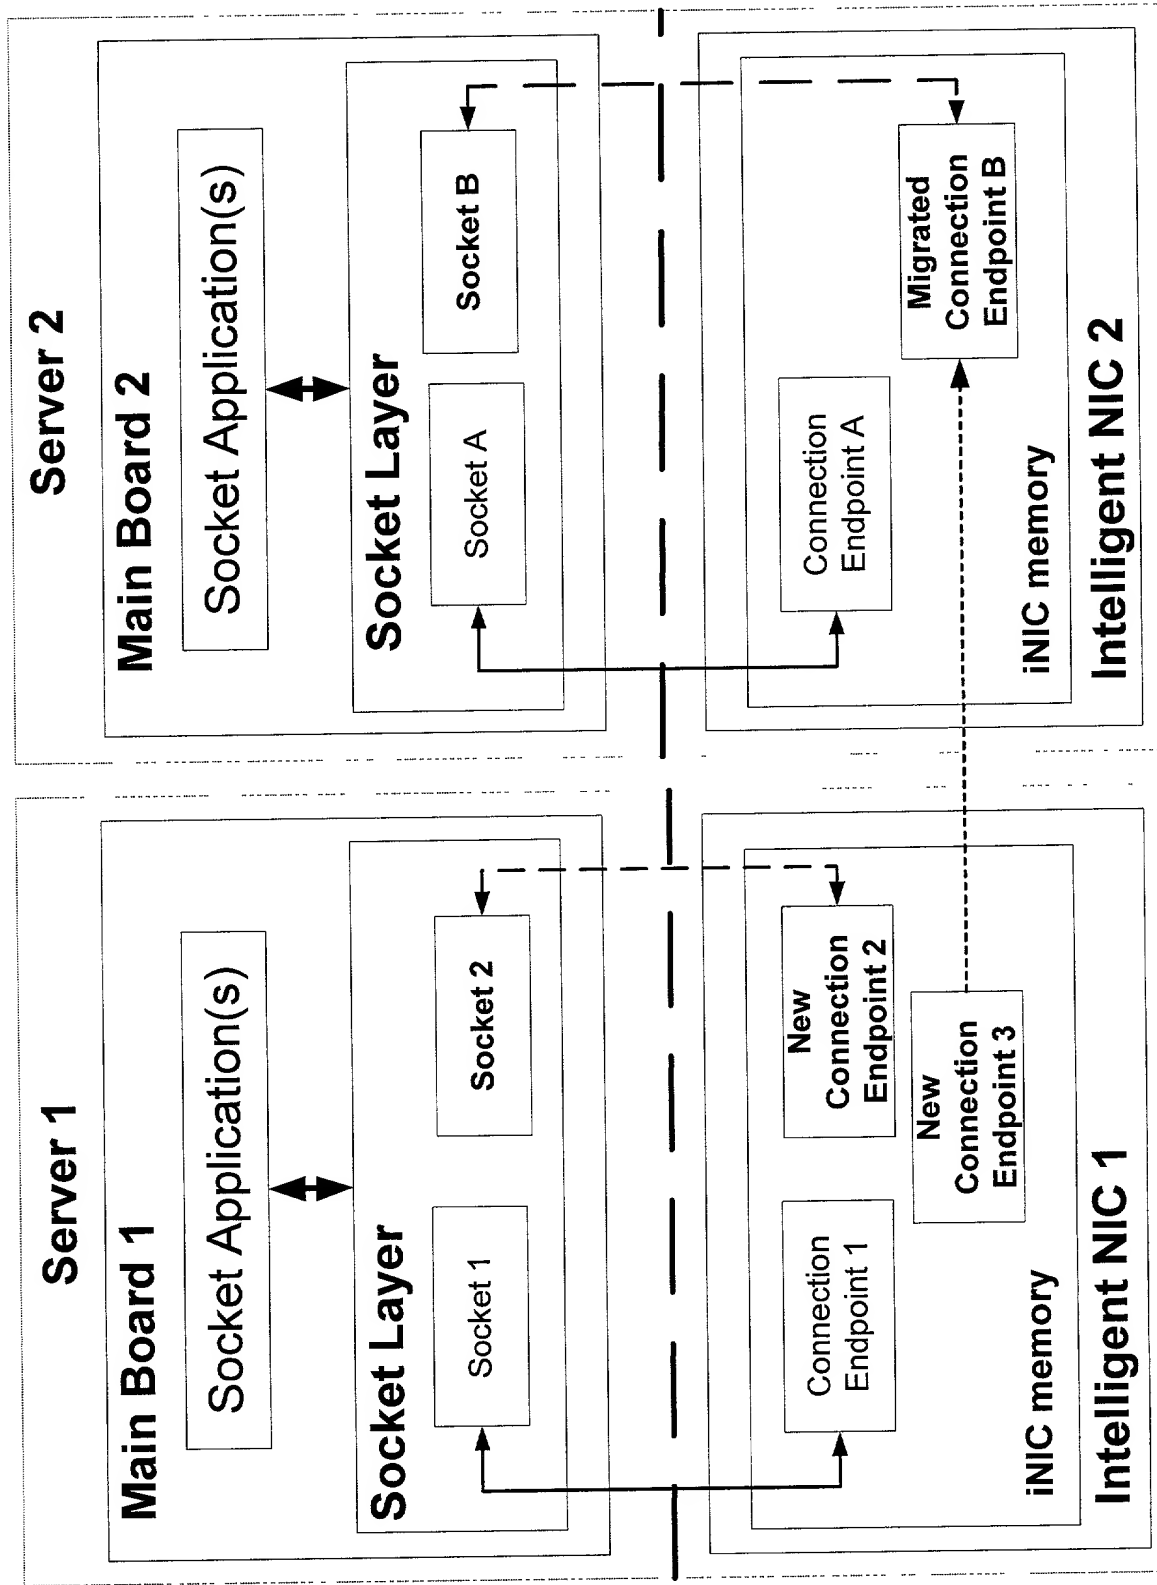 Server 1
Main Board 1
Socket Application(s)
Socket Layer
Socket 1
Socket 2
Connection
Endpoint 1
New
Connection
Endpoint 2
New
Connection
Endpoint 3
iNIC memory
Intelligent NIC 1
Server 2
Main Board 2
Socket Application(s)
Socket Layer
Socket A
Socket B
Connection
Endpoint A
Migrated
Connection
Endpoint B
iNIC memory
Intelligent NIC 2